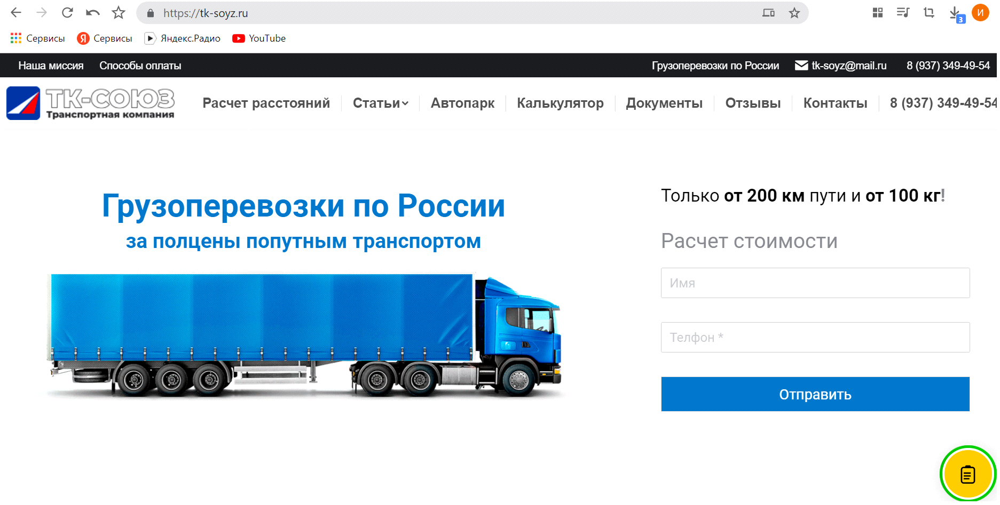 https://tk-soyz.ru
3
И
Сервисы
Я Сервисы
Яндекс.Радио
YouTube
Наша миссия
Способы оплаты
Грузоперевозки по России
tk-soyz@mail.ru
8 (937) 349-49-54
ТК-СОЮЗ
Транспортная компания
Расчет расстояний
Статьи
Автопарк
Калькулятор
Документы
Отзывы
Контакты
8 (937) 349-49-54
Грузоперевозки по России
за полцены попутным транспортом
Только от 200 км пути и от 100 кг!
Расчет стоимости
Имя
Телфон *
Отправить